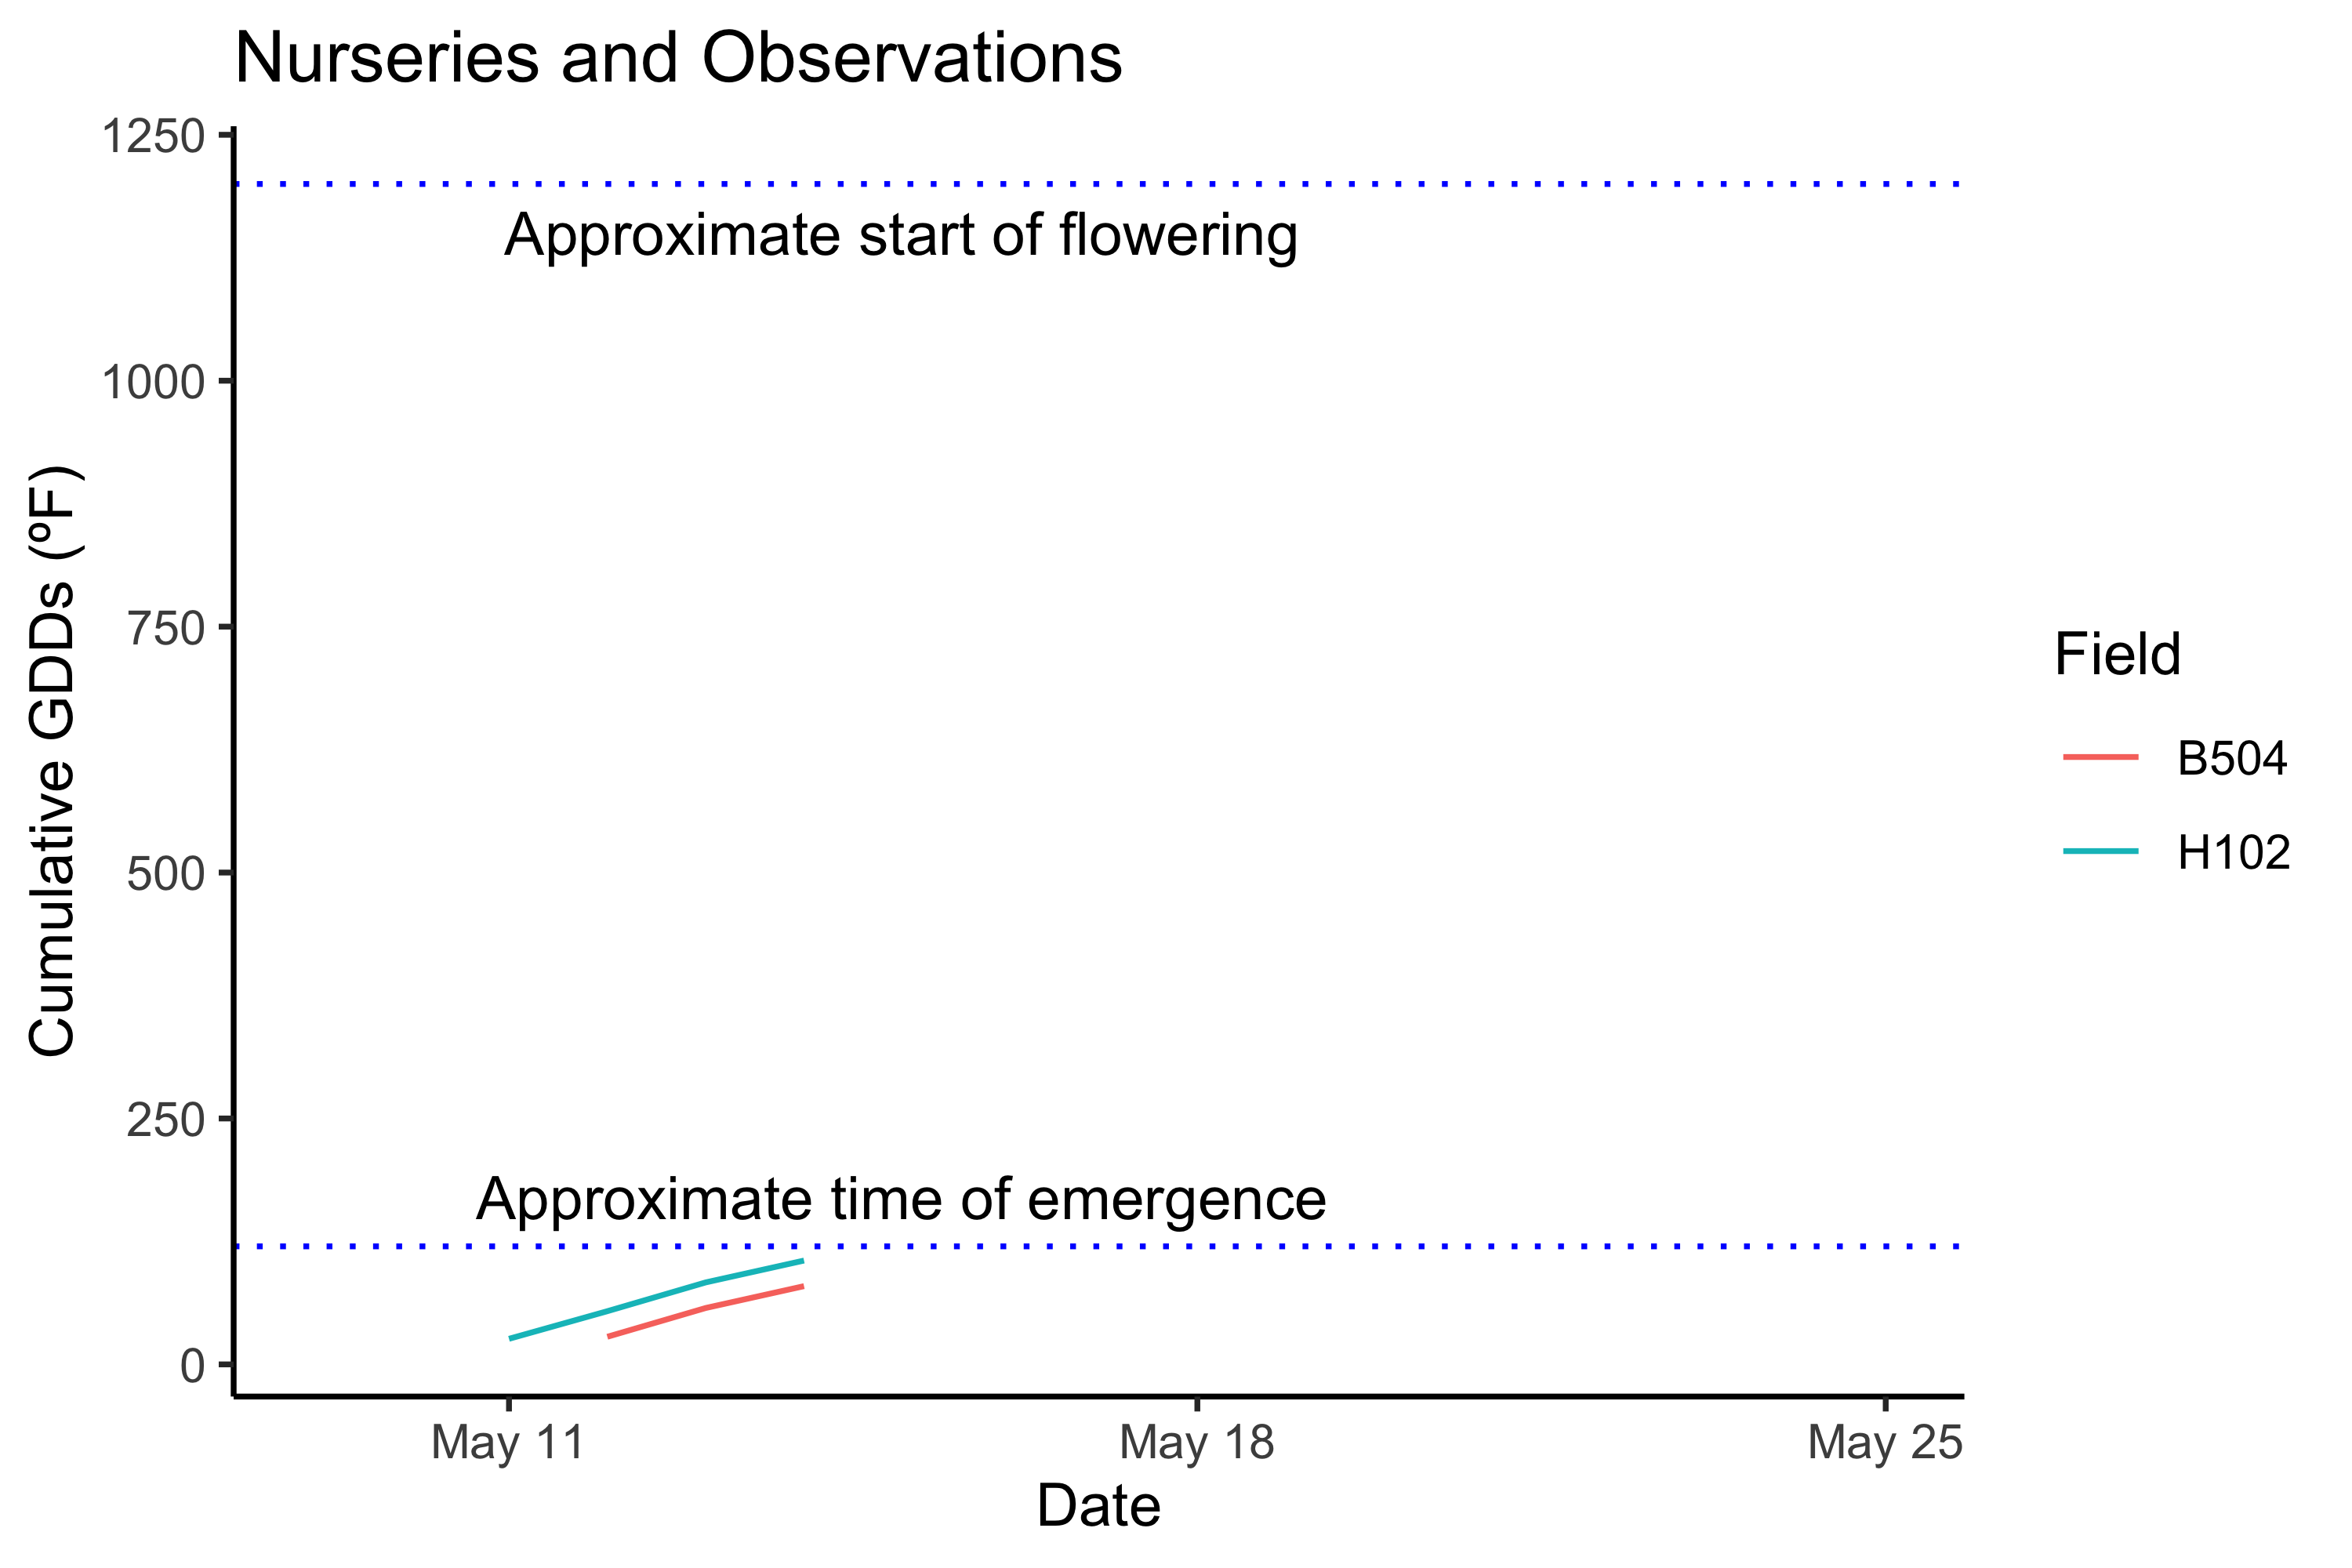 Nurseries and Observations
1250
Approximate start of flowering
1000
750
500
250
0
Approximate time of emergence
Cumulative GDDs (ºF)
May 11
May 18
May 25
Date
Field
B504
H102